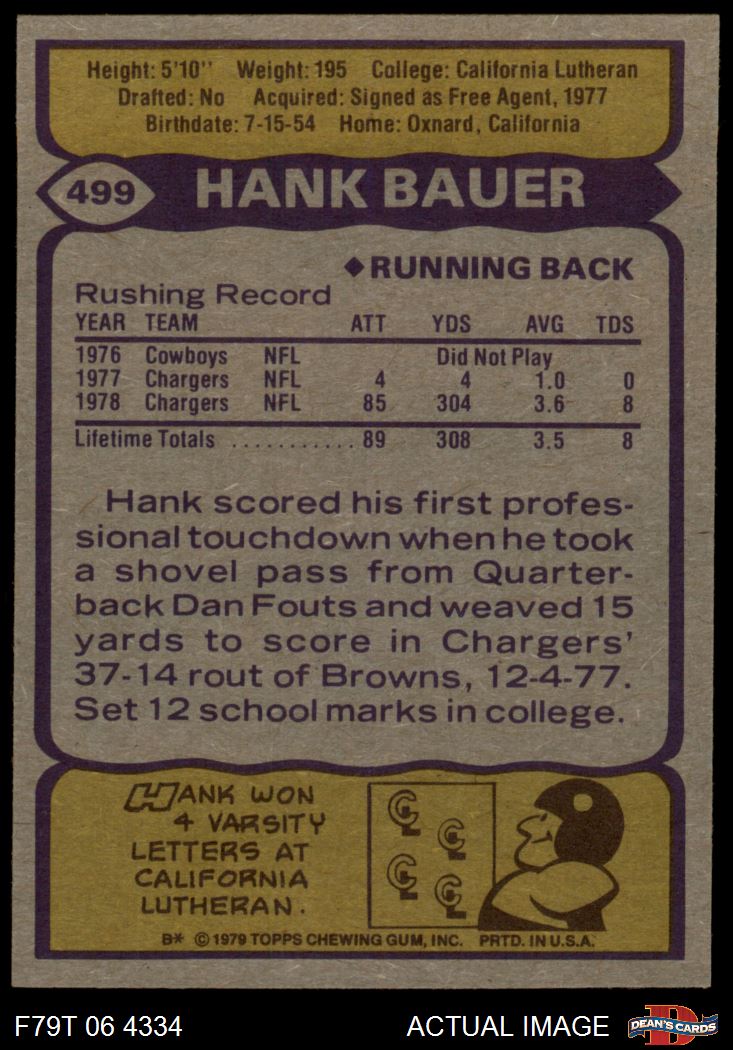 Height: 5'10" Weight: 195 College: California Lutheran
Drafted: No Acquired: Signed as Free Agent, 1977
Birthdate: 7-15-54 Home: Oxnard, California
499 HANK BAUER
◆RUNNING BACK
Rushing Record
YEAR TEAM ATT YDS AVG TDS
1976 Cowboys NFL Did Not Play
1977 Chargers NFL 4 4 1.0 0
1978 Chargers NFL 85 304 3.6 8
Lifetime Totals ........... 89 308 3.5 8
Hank scored his first profes-
sional touchdown when he took
a shovel pass from Quarter-
back Dan Fouts and weaved 15
yards to score in Chargers'
37-14 rout of Browns, 12-4-77.
Set 12 school marks in college.
HANK WON
4 VARSITY
LETTERS AT
CALIFORNIA
LUTHERAN.
CL CL
CL CL
B* © 1979 TOPPS CHEWING GUM, INC. PRTD. IN U.S.A.
F79T 06 4334 ACTUAL IMAGE D DEAN'S CARDS